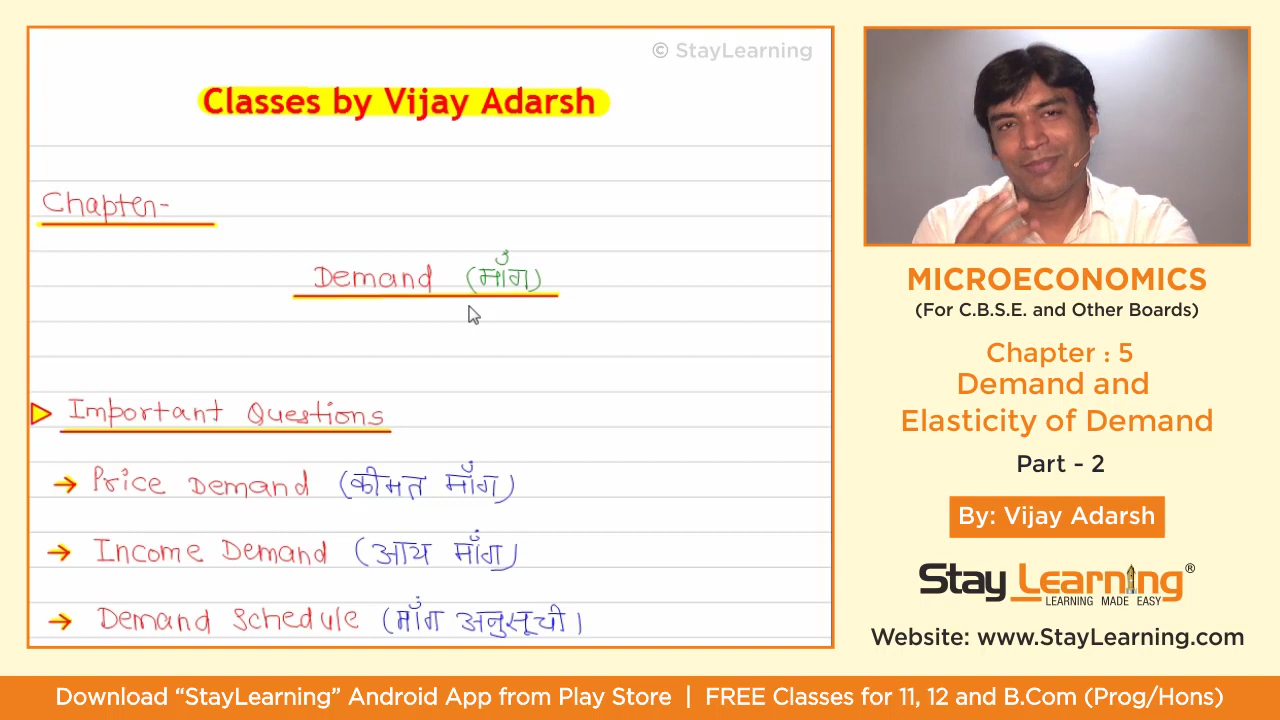 © StayLearning
Classes by Vijay Adarsh
Chapter-
Demand (माँग)
Important Questions
→ Price Demand (कीमत माँग)
→ Income Demand (आय माँग)
→ Demand Schedule (माँग अनुसूची)
MICROECONOMICS
(For C.B.S.E. and Other Boards)
Chapter : 5
Demand and
Elasticity of Demand
Part - 2
By: Vijay Adarsh
Stay Learning®
LEARNING MADE EASY
Website: www.StayLearning.com
Download “StayLearning” Android App from Play Store | FREE Classes for 11, 12 and B.Com (Prog/Hons)